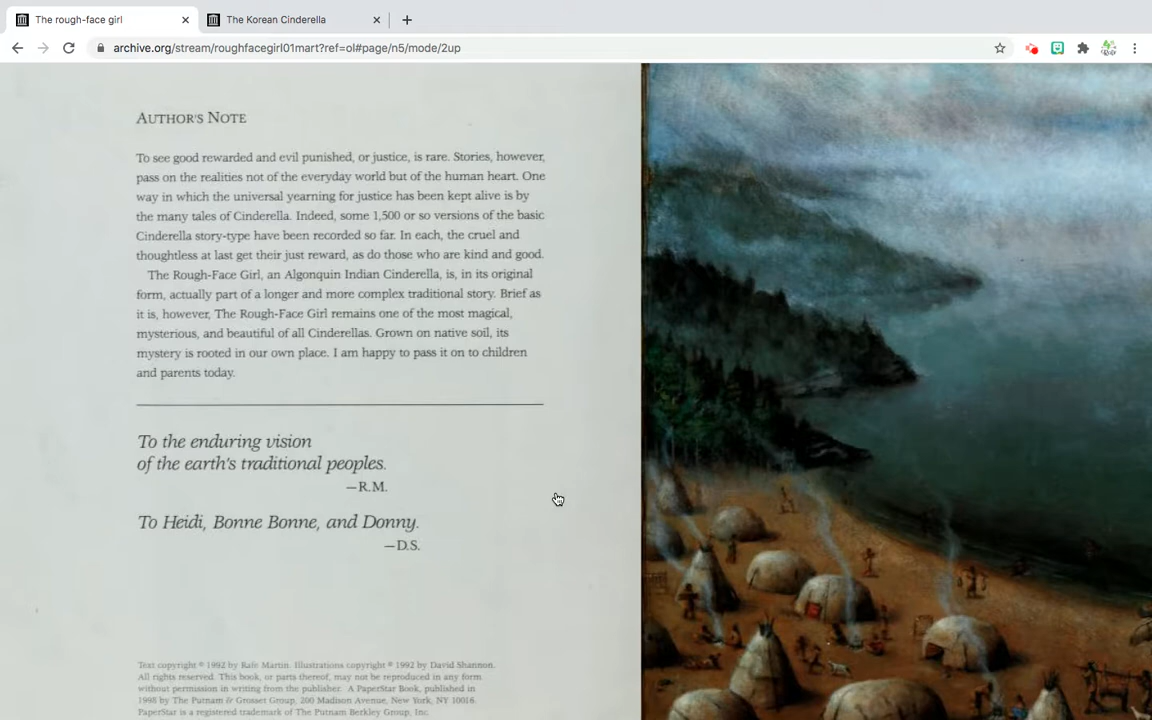 The rough-face girl
The Korean Cinderella
archive.org/stream/roughfacegirl01mart?ref=ol#page/n5/mode/2up
AUTHOR'S NOTE
To see good rewarded and evil punished, or justice, is rare. Stories, however,
pass on the realities not of the everyday world but of the human heart. One
way in which the universal yearning for justice has been kept alive is by
the many tales of Cinderella. Indeed, some 1,500 or so versions of the basic
Cinderella story-type have been recorded so far. In each, the cruel and
thoughtless at last get their just reward, as do those who are kind and good.
The Rough-Face Girl, an Algonquin Indian Cinderella, is, in its original
form, actually part of a longer and more complex traditional story. Brief as
it is, however, The Rough-Face Girl remains one of the most magical,
mysterious, and beautiful of all Cinderellas. Grown on native soil, its
mystery is rooted in our own place. I am happy to pass it on to children
and parents today.
To the enduring vision
of the earth's traditional peoples.
—R.M.
To Heidi, Bonne Bonne, and Donny.
—D.S.
Text copyright © 1992 by Rafe Martin. Illustrations copyright © 1992 by David Shannon.
All rights reserved. This book, or parts thereof, may not be reproduced in any form
without permission in writing from the publisher. A PaperStar Book, published in
1998 by The Putnam & Grosset Group, 200 Madison Avenue, New York, NY 10016.
PaperStar is a registered trademark of The Putnam Berkley Group, Inc.